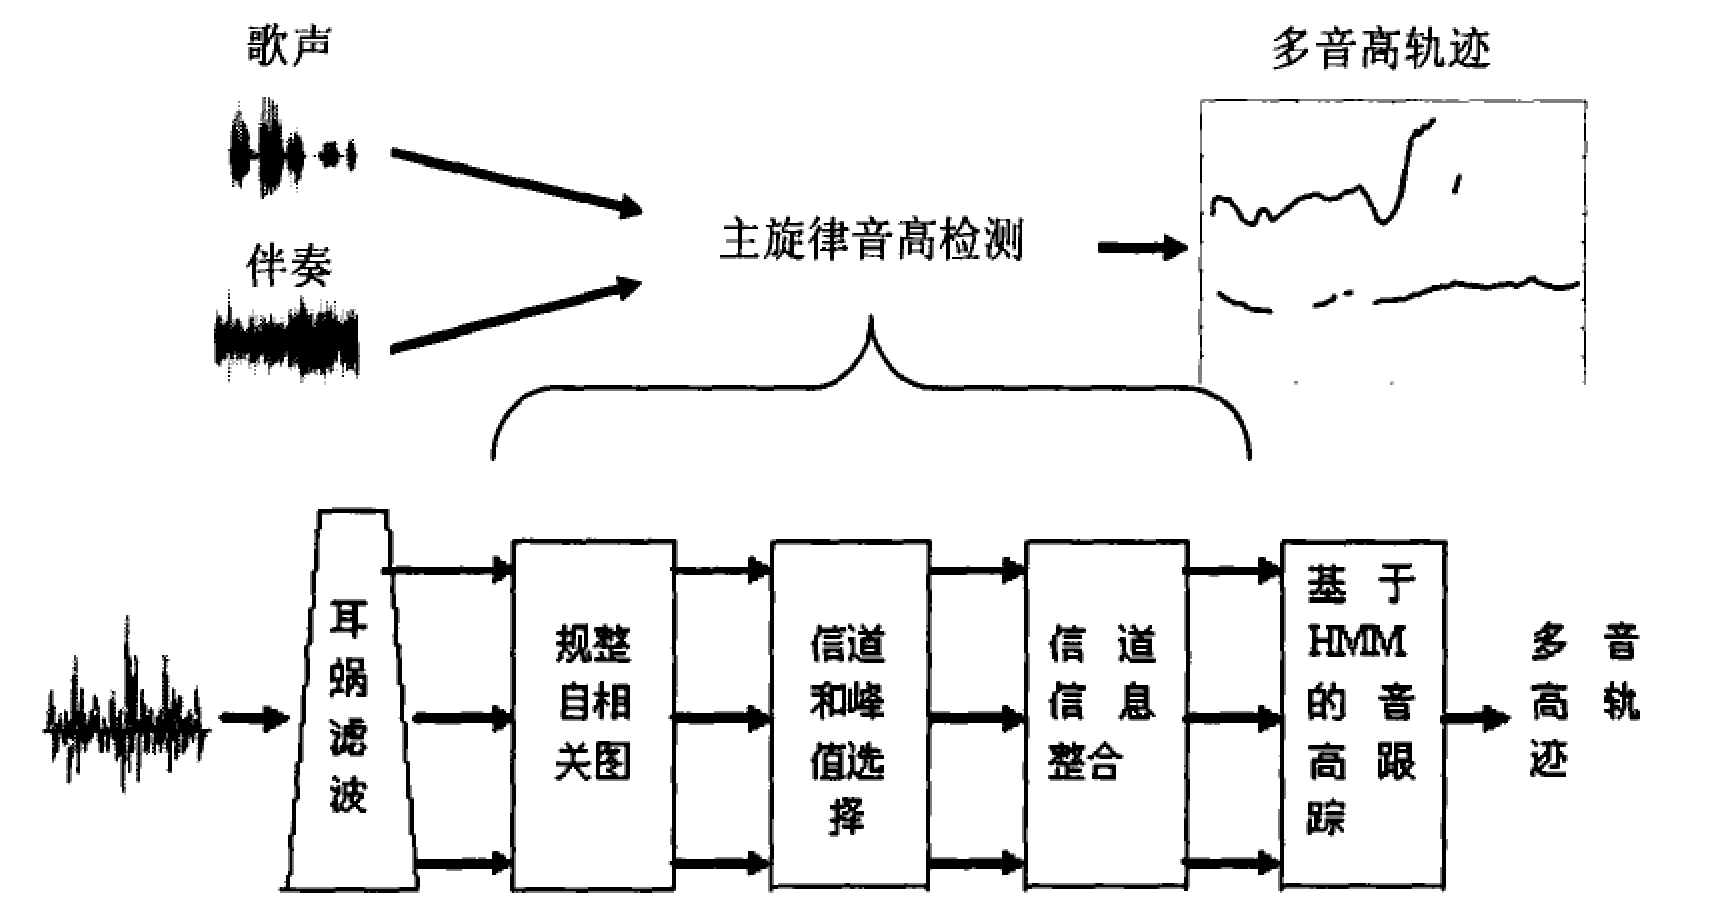 歌声
多音高轨迹
主旋律音高检测
伴奏
耳
蜗
滤
波
规整
自相
关图
信道
和峰
值选
择
信道
信息
整合
基于
HMM
的音
高跟
踪
多音
高轨
迹